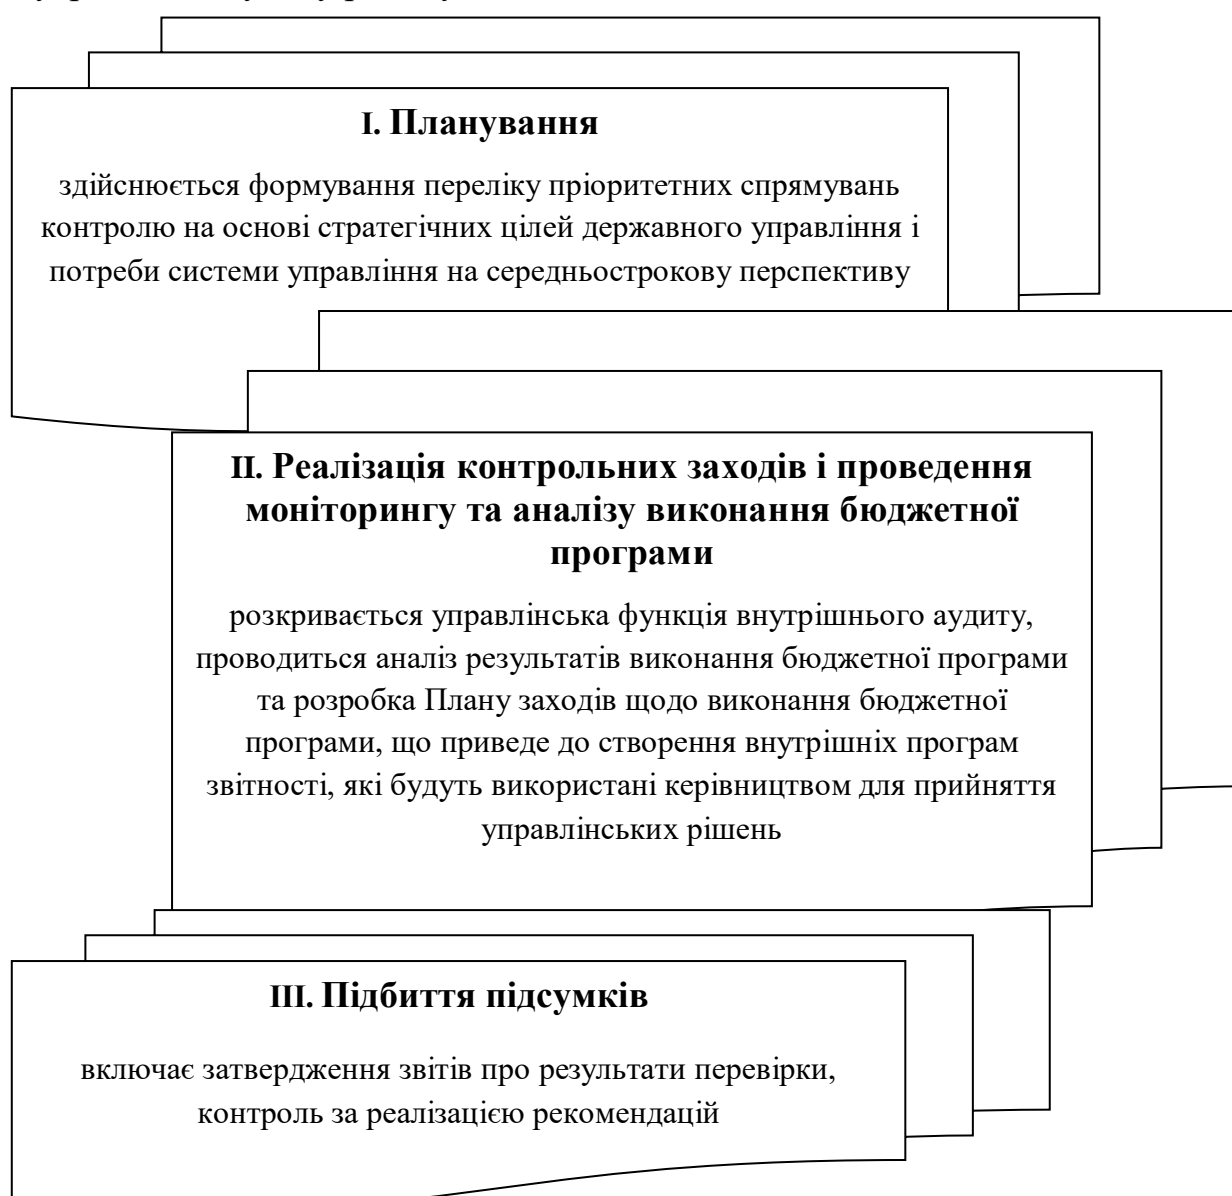 I. Планування
здійснюється формування переліку пріоритетних спрямувань
контролю на основі стратегічних цілей державного управління і
потреби системи управління на середньострокову перспективу
II. Реалізація контрольних заходів і проведення
моніторингу та аналізу виконання бюджетної
програми
розкривається управлінська функція внутрішнього аудиту,
проводиться аналіз результатів виконання бюджетної програми
та розробка Плану заходів щодо виконання бюджетної
програми, що приведе до створення внутрішніх програм
звітності, які будуть використані керівництвом для прийняття
управлінських рішень
III. Підбиття підсумків
включає затвердження звітів про результати перевірки,
контроль за реалізацією рекомендацій